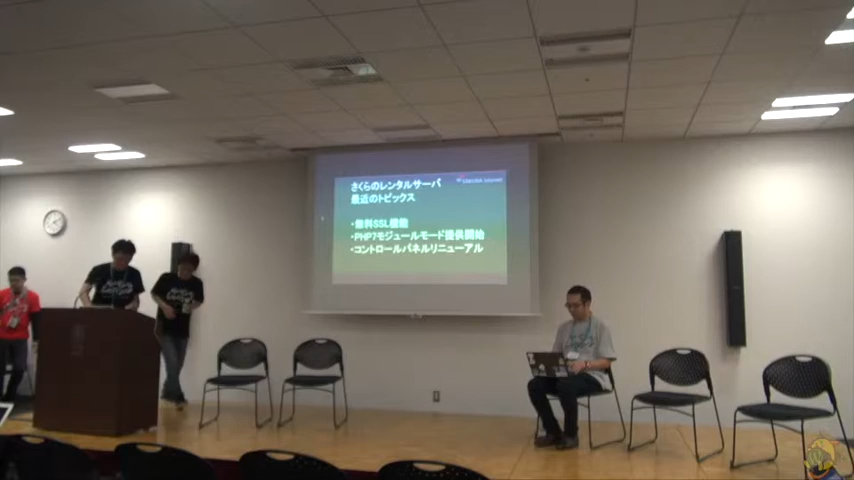 さくらのレンタルサーバ
最近のトピックス
SAKURA internet
・無料SSL機能
・PHP7モジュールモード提供開始
・コントロールパネルリニューアル